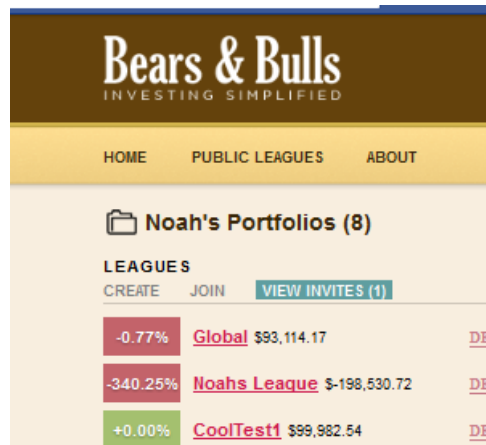 Bears & Bulls
INVESTING SIMPLIFIED
HOME PUBLIC LEAGUES ABOUT
Noah's Portfolios (8)
LEAGUES
CREATE JOIN VIEW INVITES (1)
-0.77% Global $93,114.17
-340.25% Noahs League $-198,530.72
+0.00% CoolTest1 $99,982.54